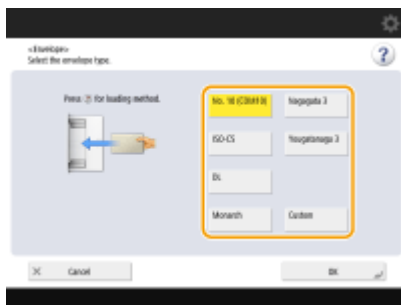 <Envelope>
Select the envelope type.
?
Press for loading method.
No. 10 (COM10)
Nagagata 3
ISO-C5
Yougatanaga 3
DL
Monarch
Custom
× Cancel
OK